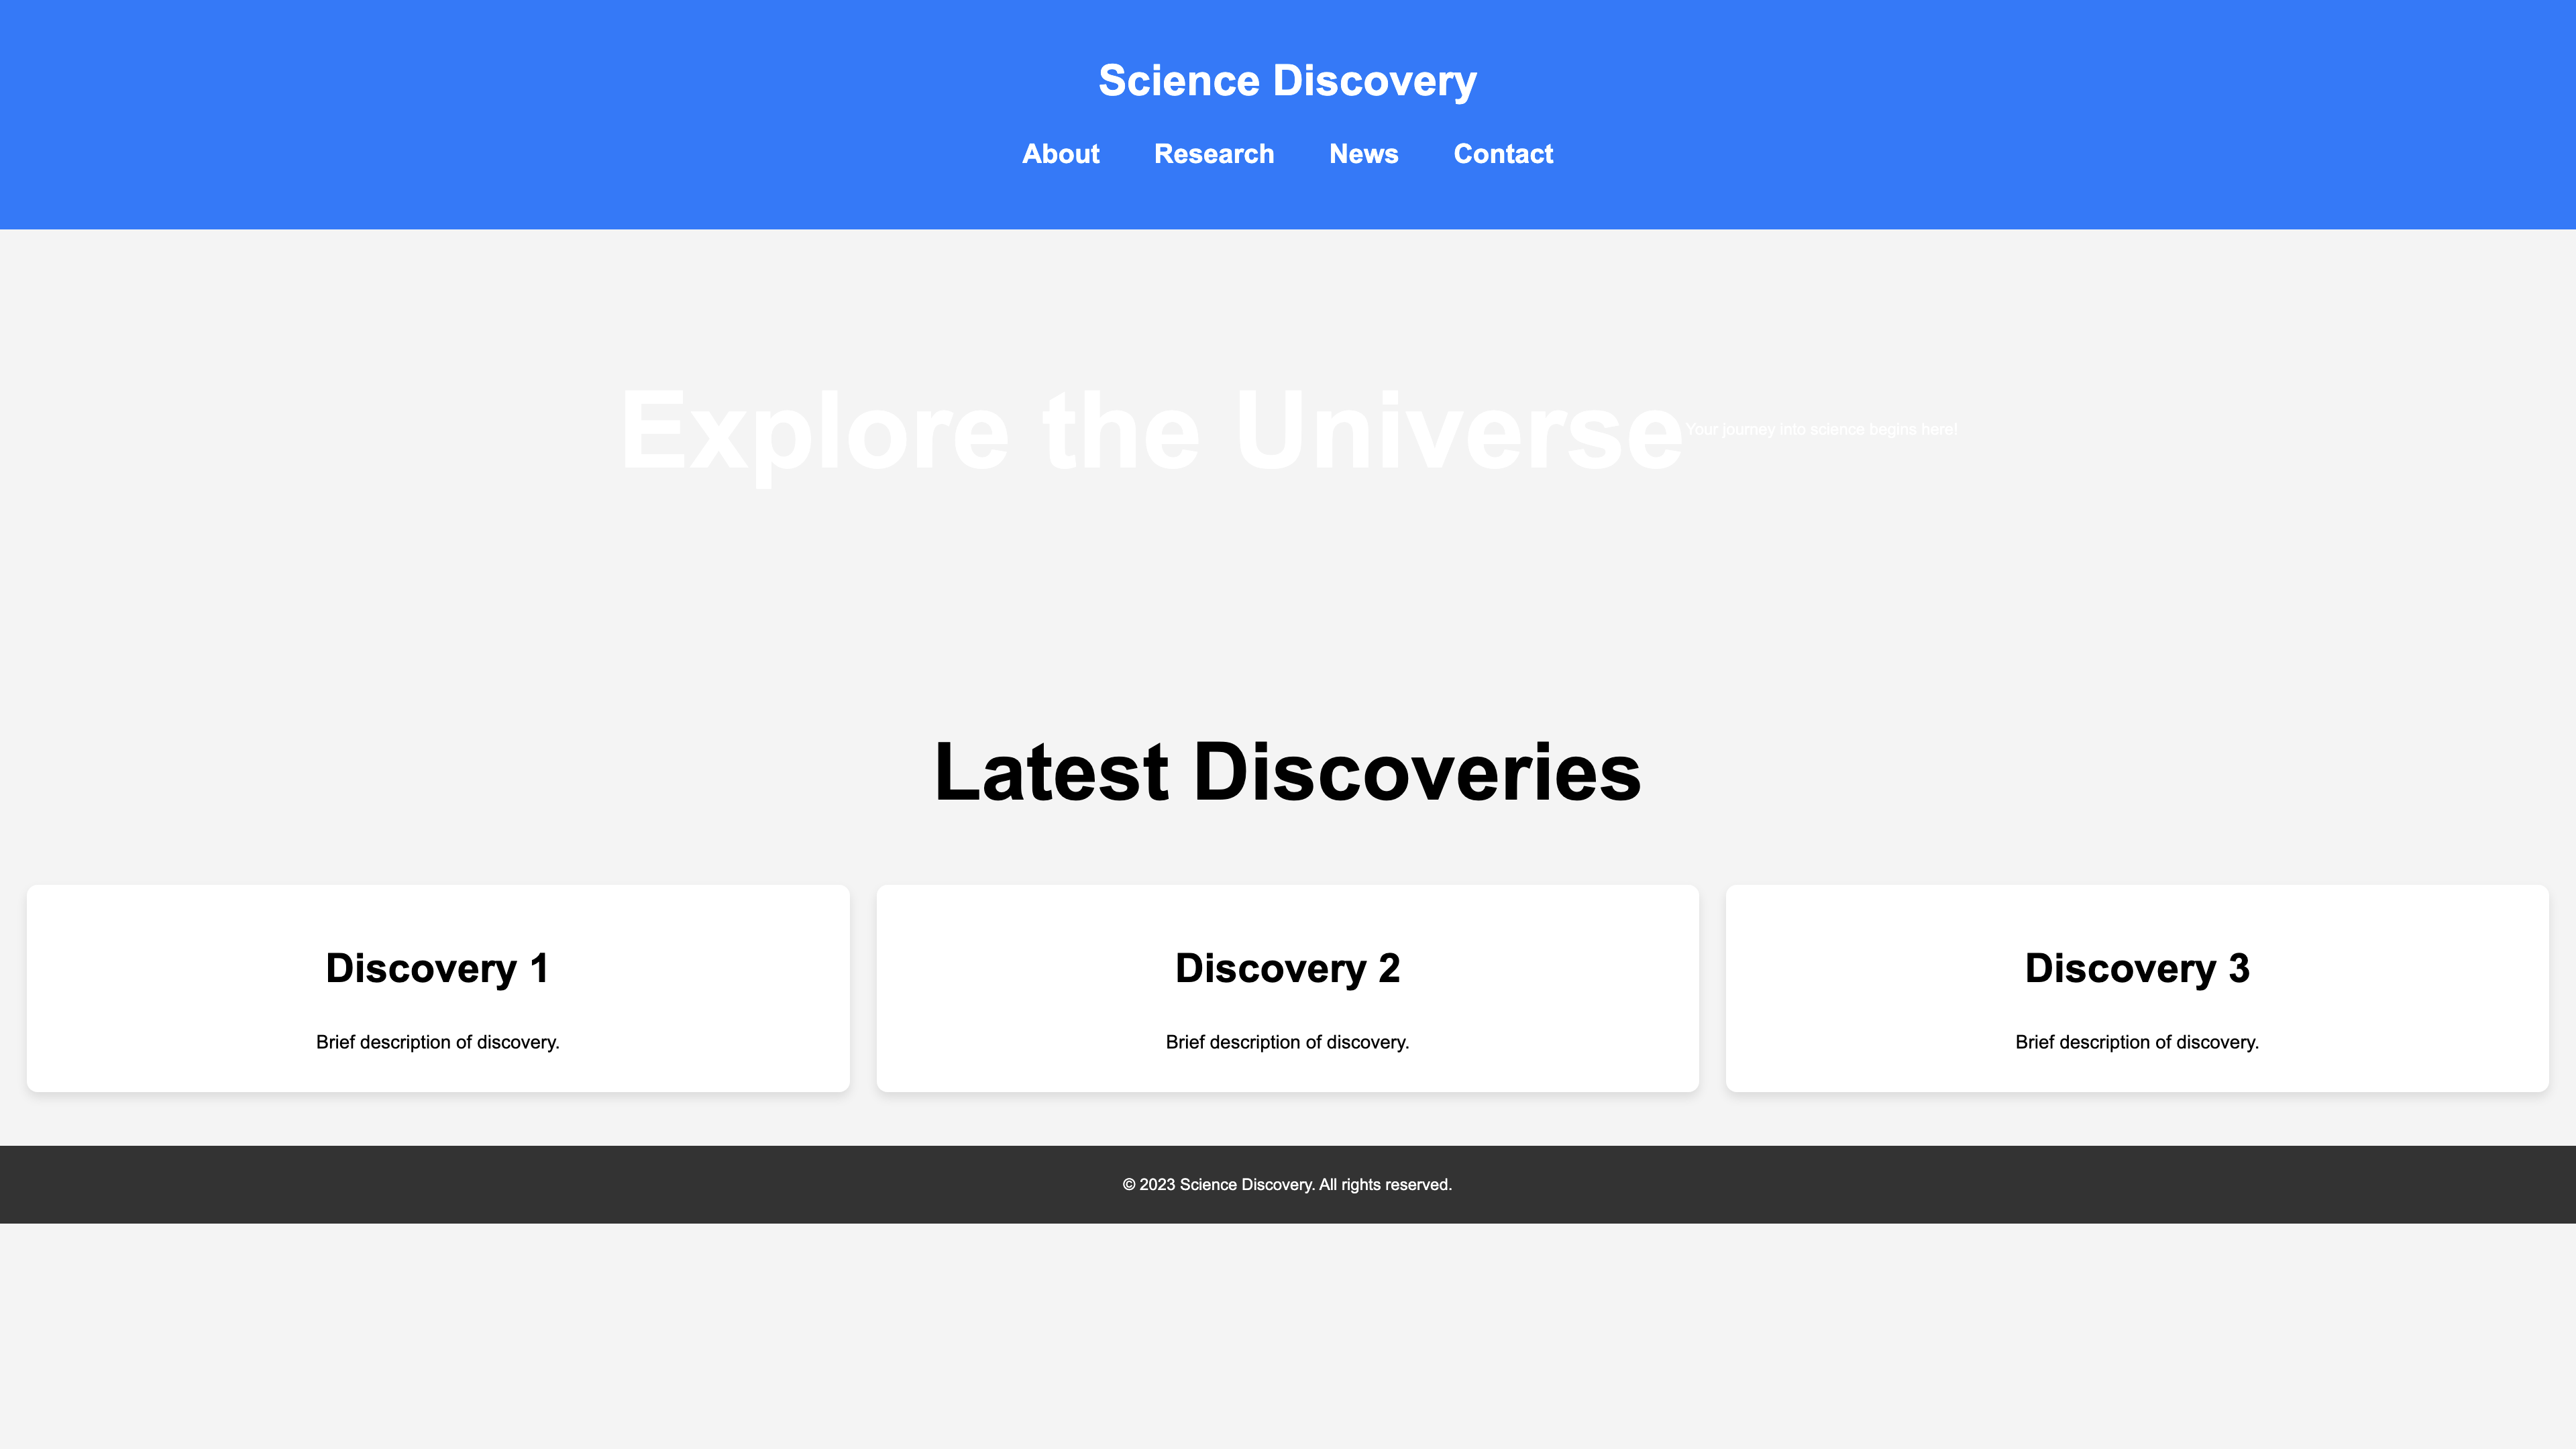 Science Discovery
About Research News Contact
Explore the Universe Your journey into science begins here!
Latest Discoveries
Discovery 1
Brief description of discovery.
Discovery 2
Brief description of discovery.
Discovery 3
Brief description of discovery.
© 2023 Science Discovery. All rights reserved.